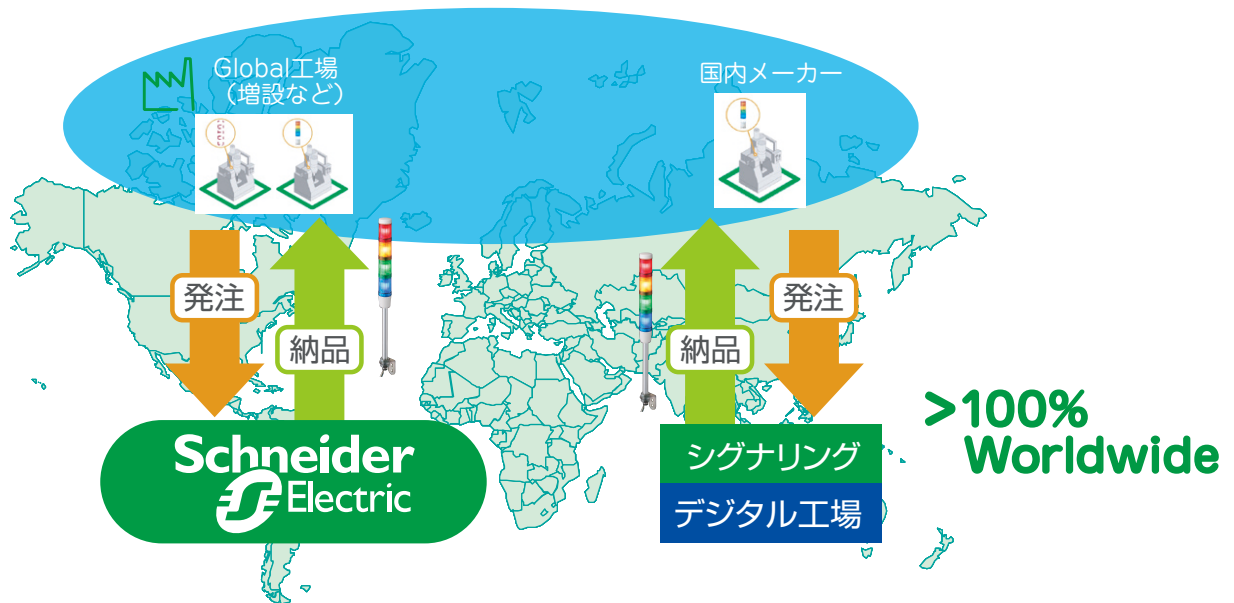 Global工場
（増設など）
国内メーカー
発注
納品
納品
発注
Schneider
Electric
シグナリング
デジタル工場
>100%
Worldwide